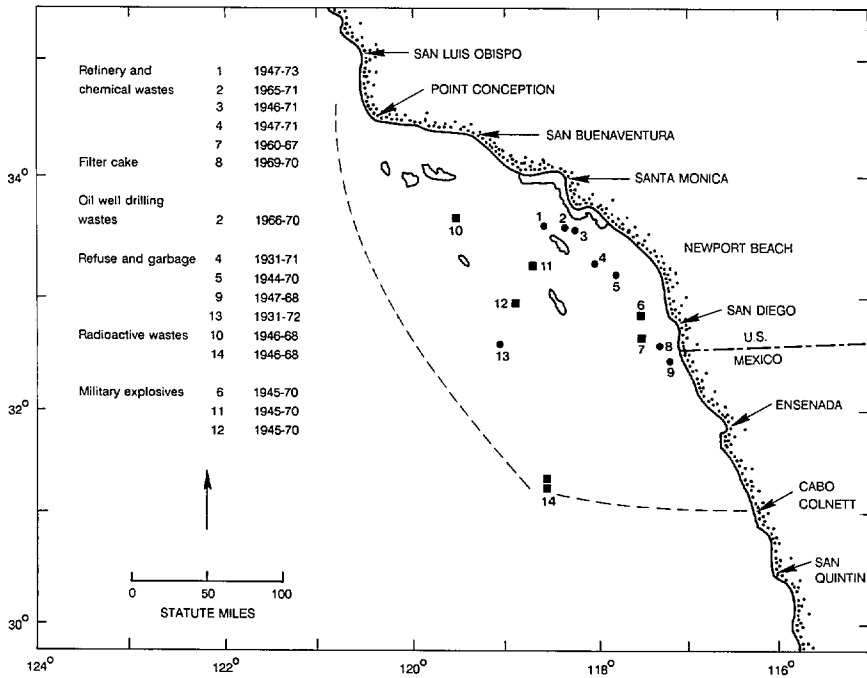 SAN LUIS OBISPO
Refinery and 1 1947-73
chemical wastes 2 1965-71
3 1946-71
4 1947-71
7 1960-67
Filter cake 8 1969-70
Oil well drilling
wastes 2 1966-70
Refuse and garbage 4 1931-71
5 1944-70
9 1947-68
13 1931-72
Radioactive wastes 10 1946-68
14 1946-68
Military explosives 6 1945-70
11 1945-70
12 1945-70
0 50 100
STATUTE MILES
POINT CONCEPTION
SAN BUENAVENTURA
SANTA MONICA
NEWPORT BEACH
SAN DIEGO
U.S.
MEXICO
ENSENADA
CABO
COLNETT
SAN
QUINTIN
1
2
3
4
5
6
7
8
9
10
11
12
13
14
34°
32°
30°
124° 122° 120° 118° 116°